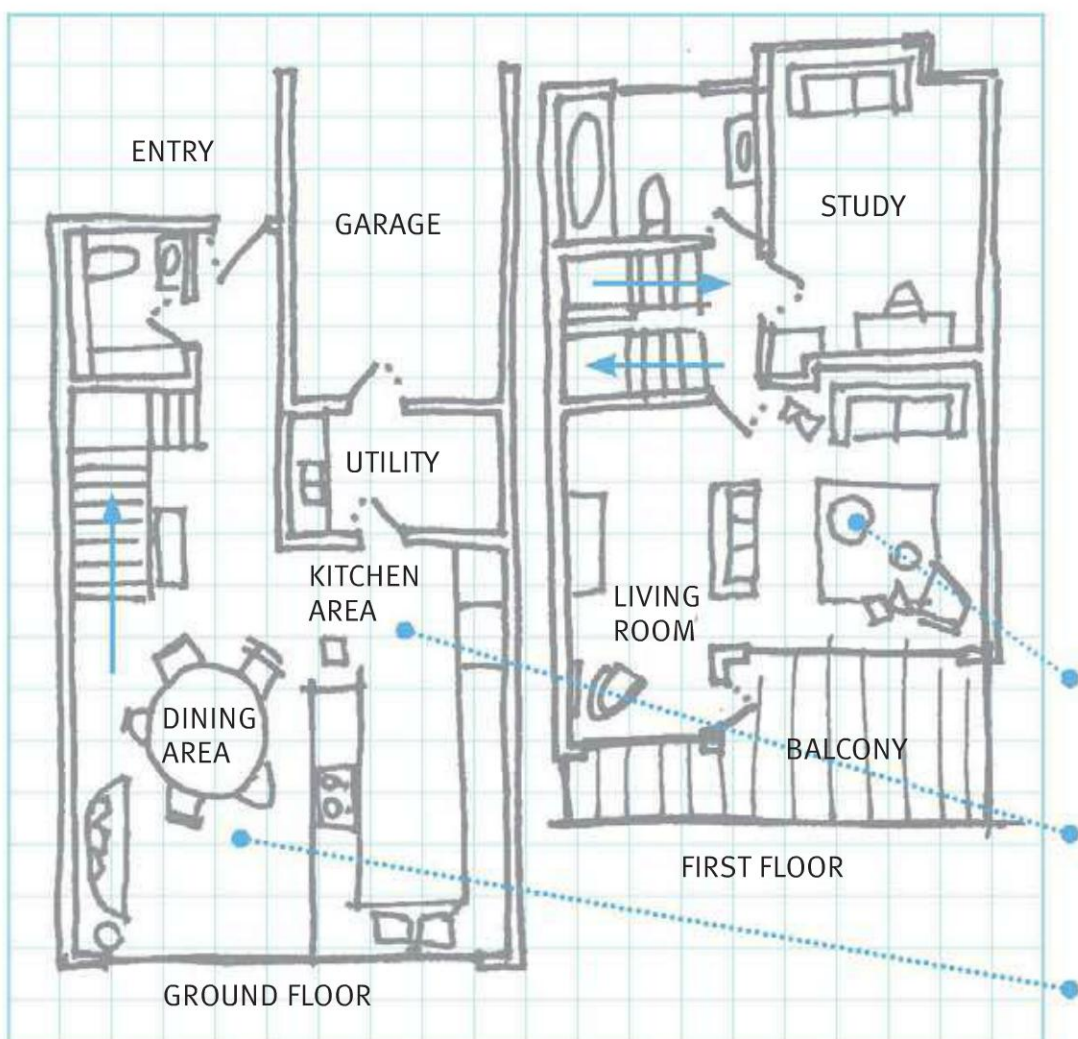 ENTRY
GARAGE
STUDY
UTILITY
KITCHEN
AREA
LIVING
ROOM
DINING
AREA
BALCONY
FIRST FLOOR
GROUND FLOOR